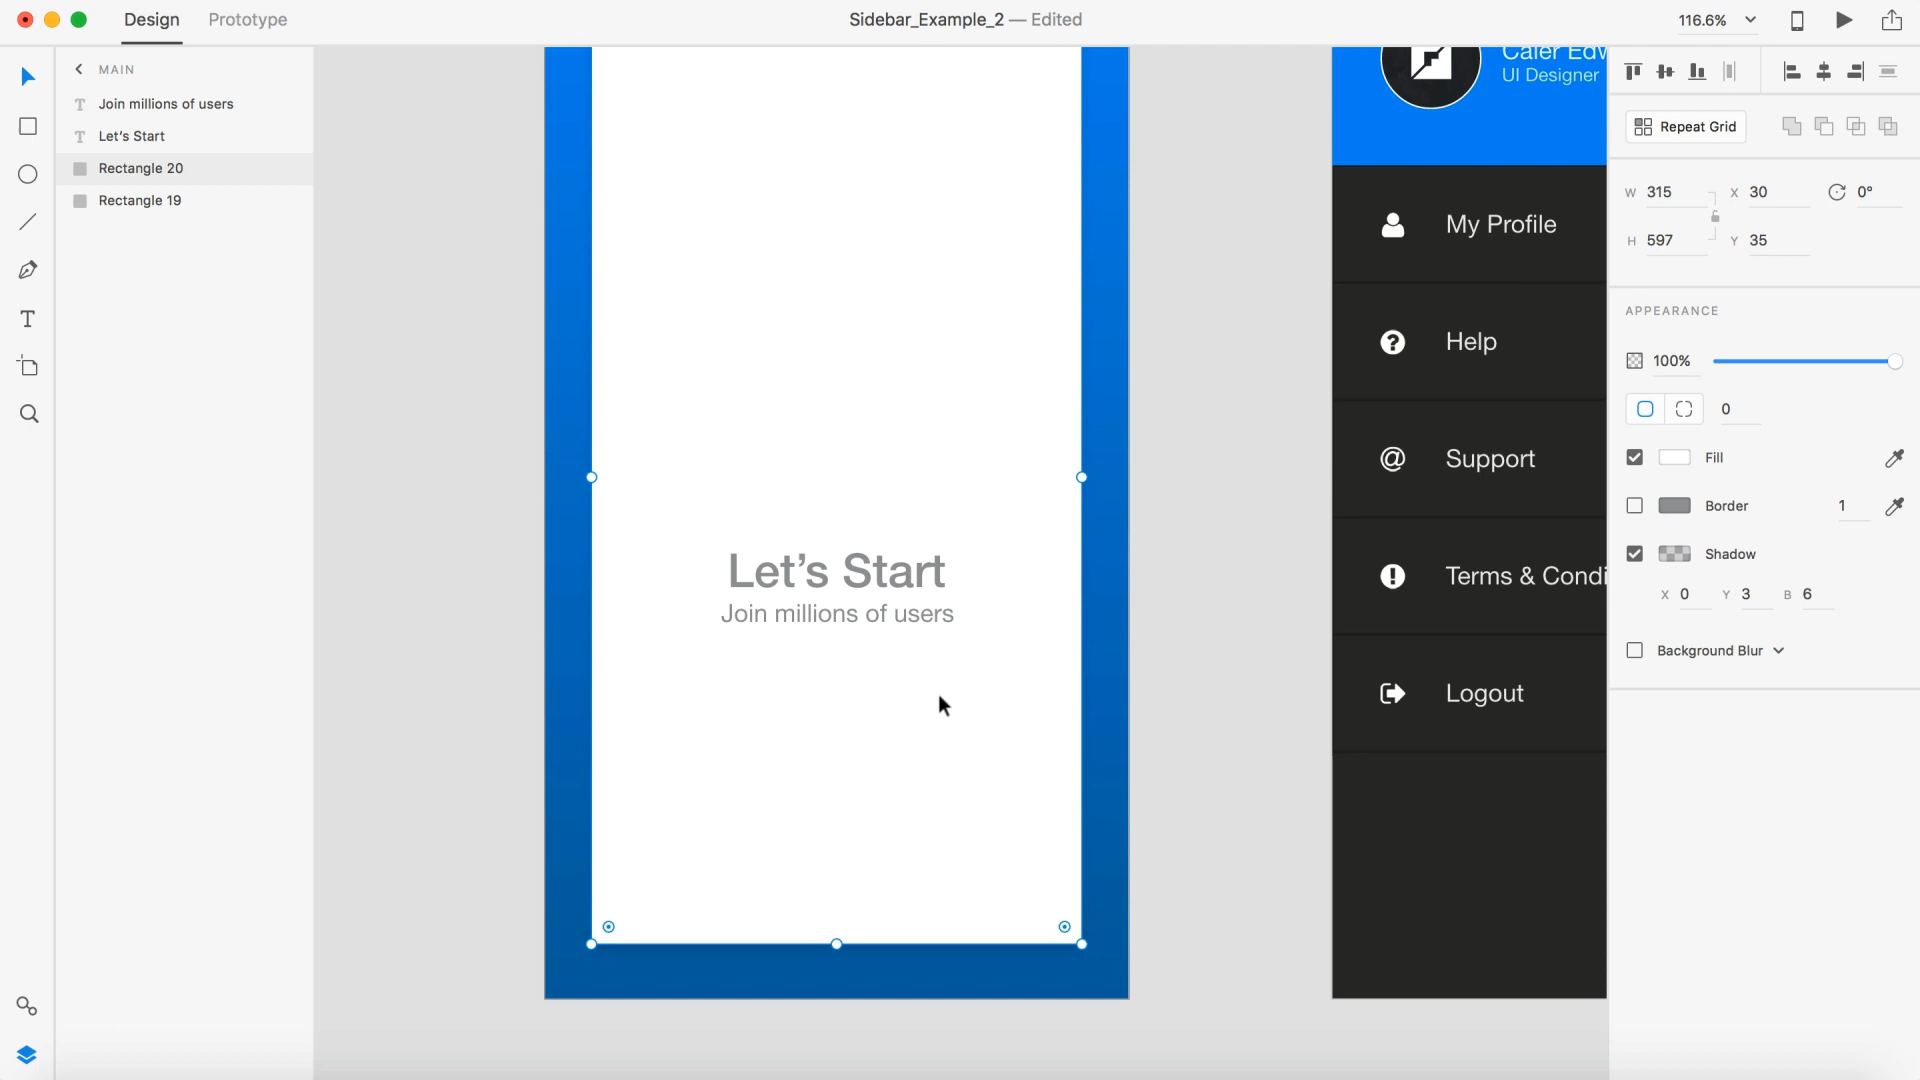 Design Prototype Sidebar_Example_2 — Edited 116.6%
MAIN
Join millions of users
Let's Start
Rectangle 20
Rectangle 19
Let's Start
Join millions of users
UI Designer
My Profile
Help
@ Support
Terms & Condi
Logout
Repeat Grid
W 315 X 30 0°
H 597 Y 35
APPEARANCE
100%
0
Fill
Border 1
Shadow
X 0 Y 3 B 6
Background Blur